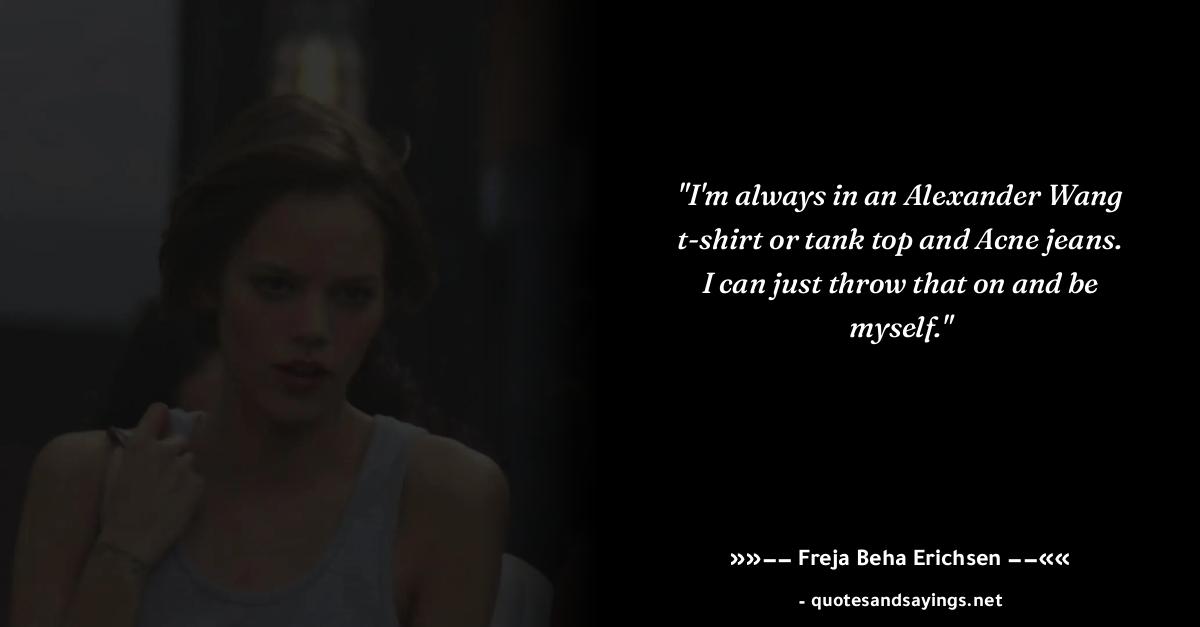 "I'm always in an Alexander Wang
t-shirt or tank top and Acne jeans.
I can just throw that on and be
myself."
»»−− Freja Beha Erichsen −−««
- quotesandsayings.net